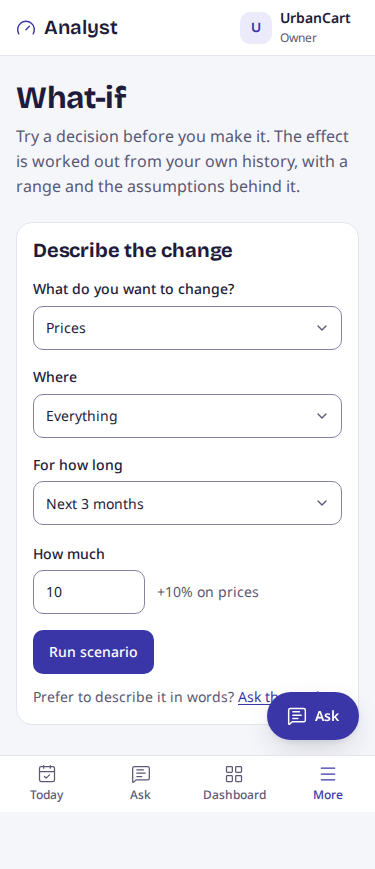 Analyst
U
UrbanCart
Owner
What-if
Try a decision before you make it. The effect
is worked out from your own history, with a
range and the assumptions behind it.
Describe the change
What do you want to change?
Prices
Where
Everything
For how long
Next 3 months
How much
10
+10% on prices
Run scenario
Prefer to describe it in words? Ask
Ask
Today
Ask
Dashboard
More